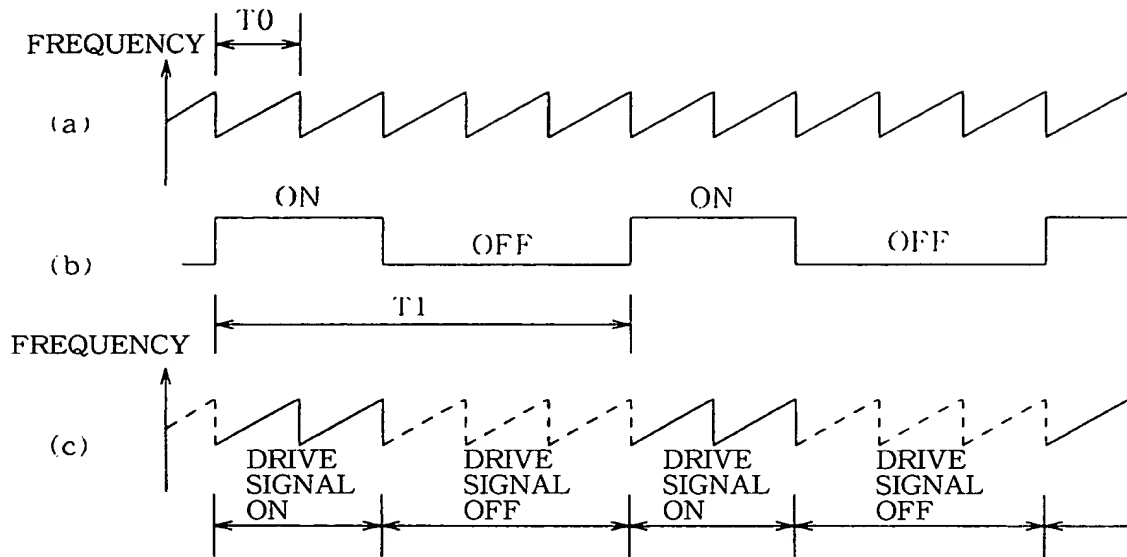 T0
FREQUENCY
(a)
ON
ON
OFF
OFF
(b)
T1
FREQUENCY
(c)
DRIVE
SIGNAL
ON
DRIVE
SIGNAL
OFF
DRIVE
SIGNAL
ON
DRIVE
SIGNAL
OFF